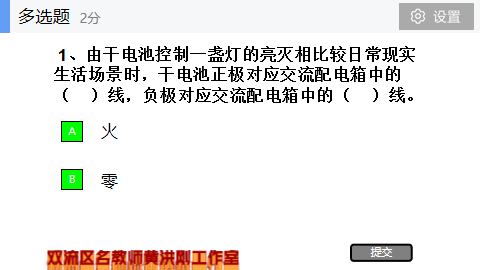 多选题 2分
设置
1、由干电池控制一盏灯的亮灭相比较日常现实
生活场景时，干电池正极对应交流配电箱中的
（ ）线，负极对应交流配电箱中的（ ）线。
A 火
B 零
双流区名教师黄洪刚工作室
提交